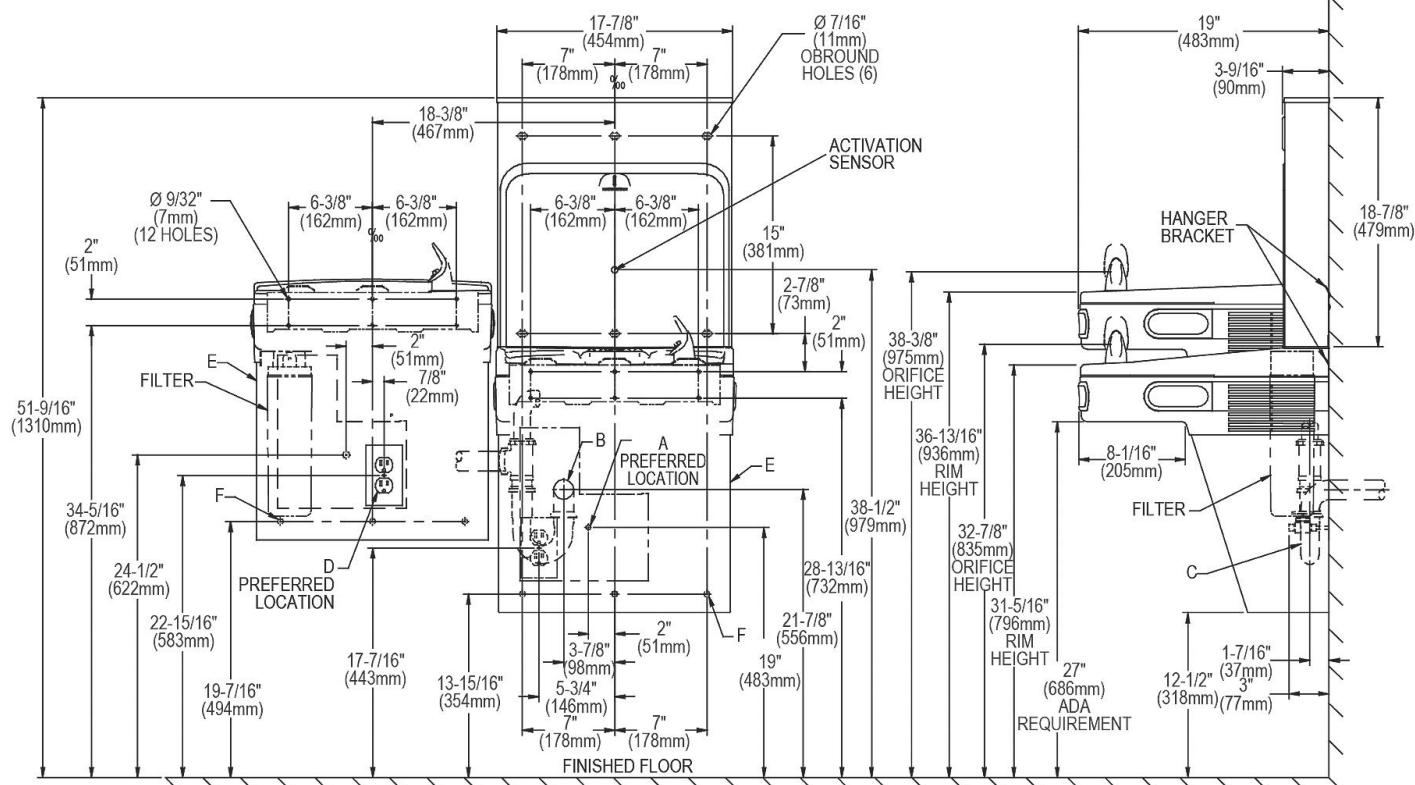 17-7/8"
(454mm)
7"
(178mm)
7"
(178mm)
Ø 7/16"
(11mm)
OBROUND
HOLES (6)
19"
(483mm)
3-9/16"
(90mm)
18-3/8"
(467mm)
ACTIVATION
SENSOR
Ø 9/32"
(7mm)
(12 HOLES)
6-3/8"
(162mm)
6-3/8"
(162mm)
6-3/8"
(162mm)
6-3/8"
(162mm)
15"
(381mm)
HANGER
BRACKET
18-7/8"
(479mm)
2"
(51mm)
2-7/8"
(73mm)
2"
(51mm)
2"
(51mm)
7/8"
(22mm)
E
FILTER
38-3/8"
(975mm)
ORIFICE
HEIGHT
51-9/16"
(1310mm)
36-13/16"
(936mm)
RIM
HEIGHT
B
A
PREFERRED
LOCATION
E
8-1/16"
(205mm)
FILTER
34-5/16"
(872mm)
F
38-1/2"
(979mm)
32-7/8"
(835mm)
ORIFICE
HEIGHT
24-1/2"
(622mm)
D
PREFERRED
LOCATION
28-13/16"
(732mm)
C
22-15/16"
(583mm)
21-7/8"
(556mm)
31-5/16"
(796mm)
RIM
HEIGHT
F
17-7/16"
(443mm)
2"
(51mm)
3-7/8"
(98mm)
19"
(483mm)
1-7/16"
(37mm)
3"
(77mm)
19-7/16"
(494mm)
13-15/16"
(354mm)
5-3/4"
(146mm)
27"
(686mm)
ADA
REQUIREMENT
12-1/2"
(318mm)
7"
(178mm)
7"
(178mm)
FINISHED FLOOR